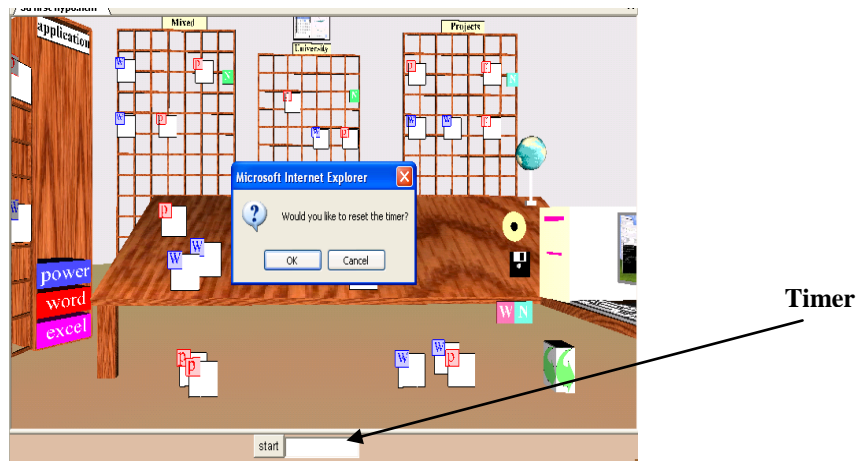 application
Mixed
University
Projects
W
p
N
f
N
p
f
N
W
p
W
p
W
W
p
W
Microsoft Internet Explorer
Would you like to reset the timer?
OK
Cancel
p
W
W
power
word
excel
W N
Timer
p
p
W
W
p
start